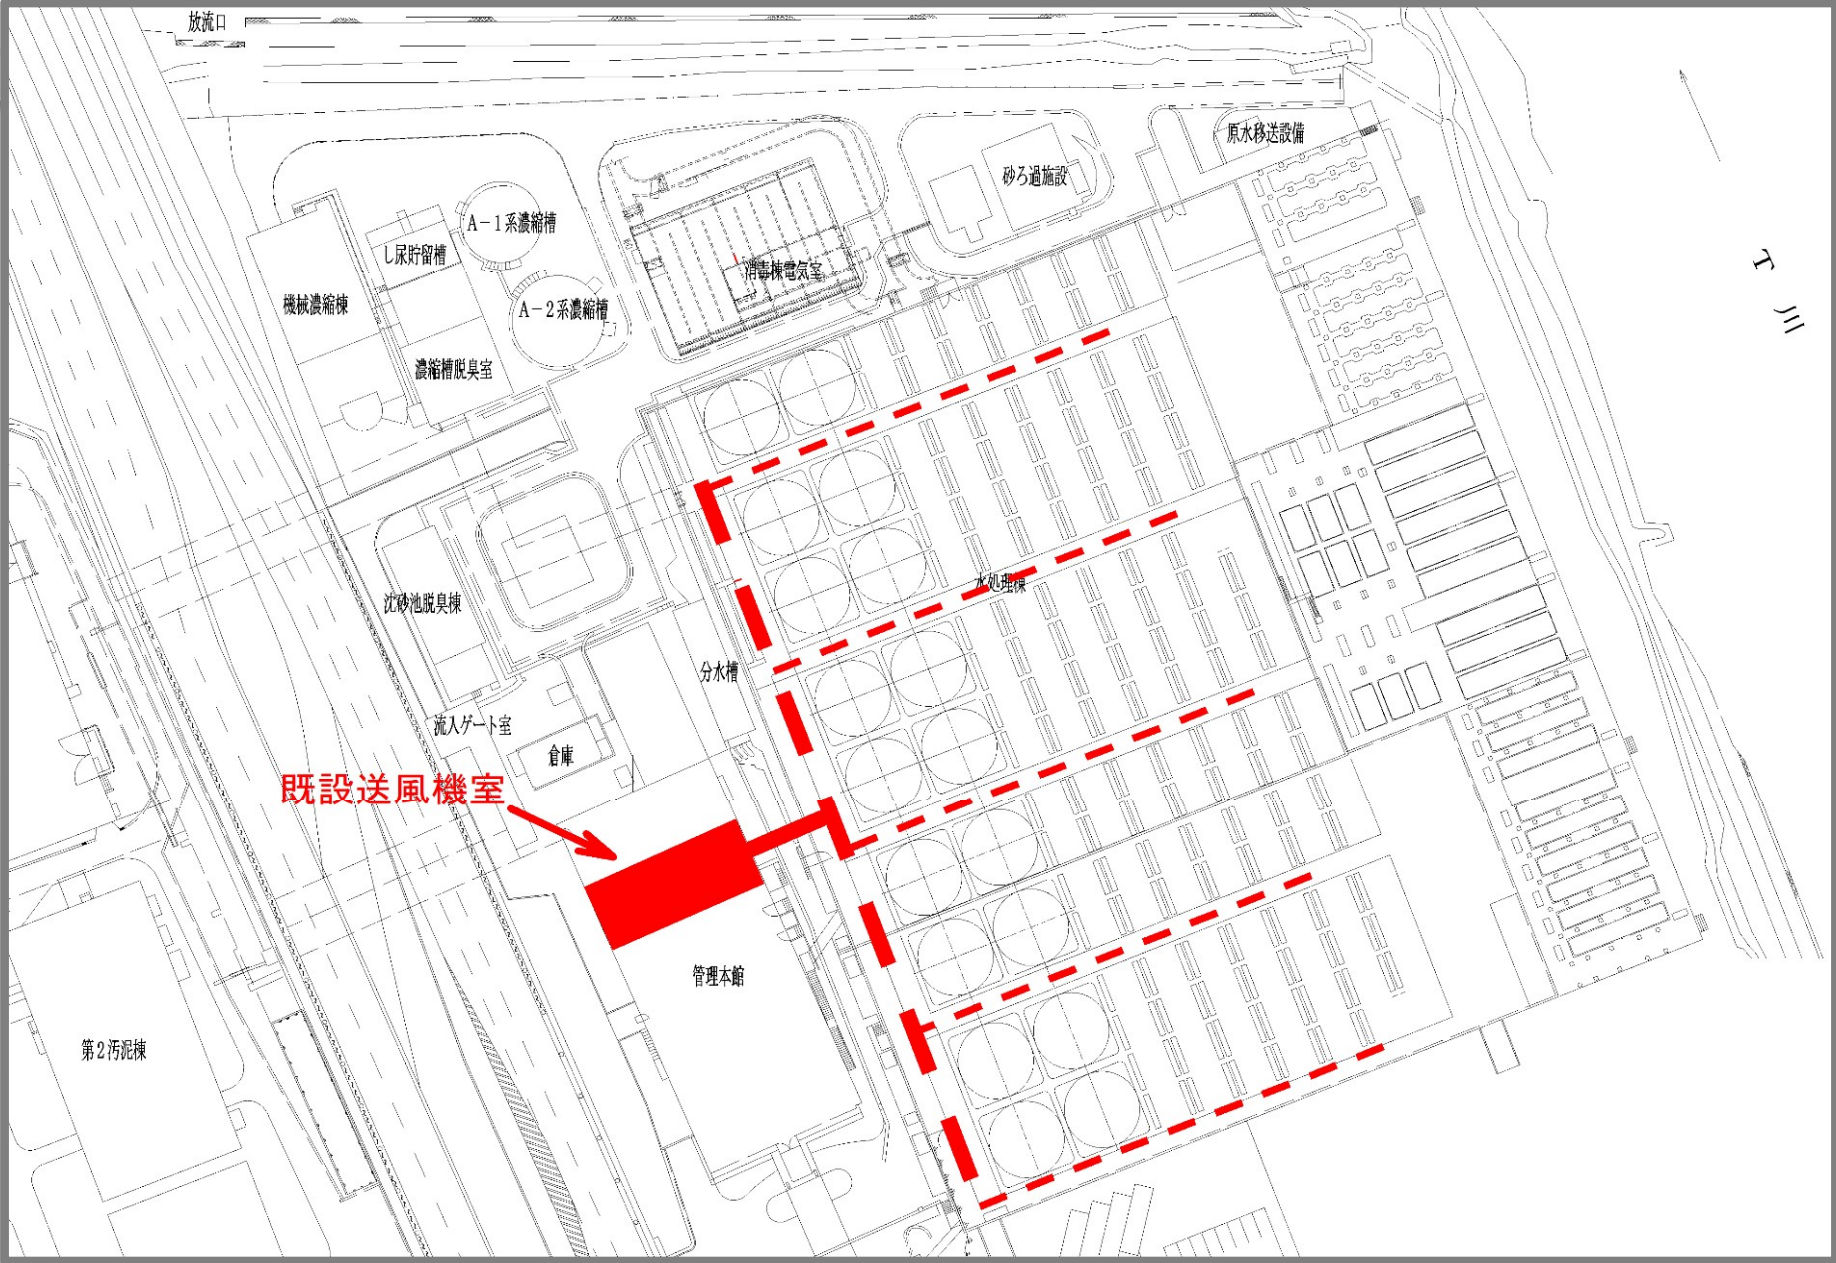 放流口
原水移送設備
砂ろ過施設
A－1系濃縮槽
し尿貯留槽
消毒棟電気室
機械濃縮棟
A－2系濃縮槽
濃縮槽脱臭室
水処理棟
沈砂池脱臭棟
分水槽
流入ゲート室
倉庫
既設送風機室
管理本館
第2汚泥棟
T川